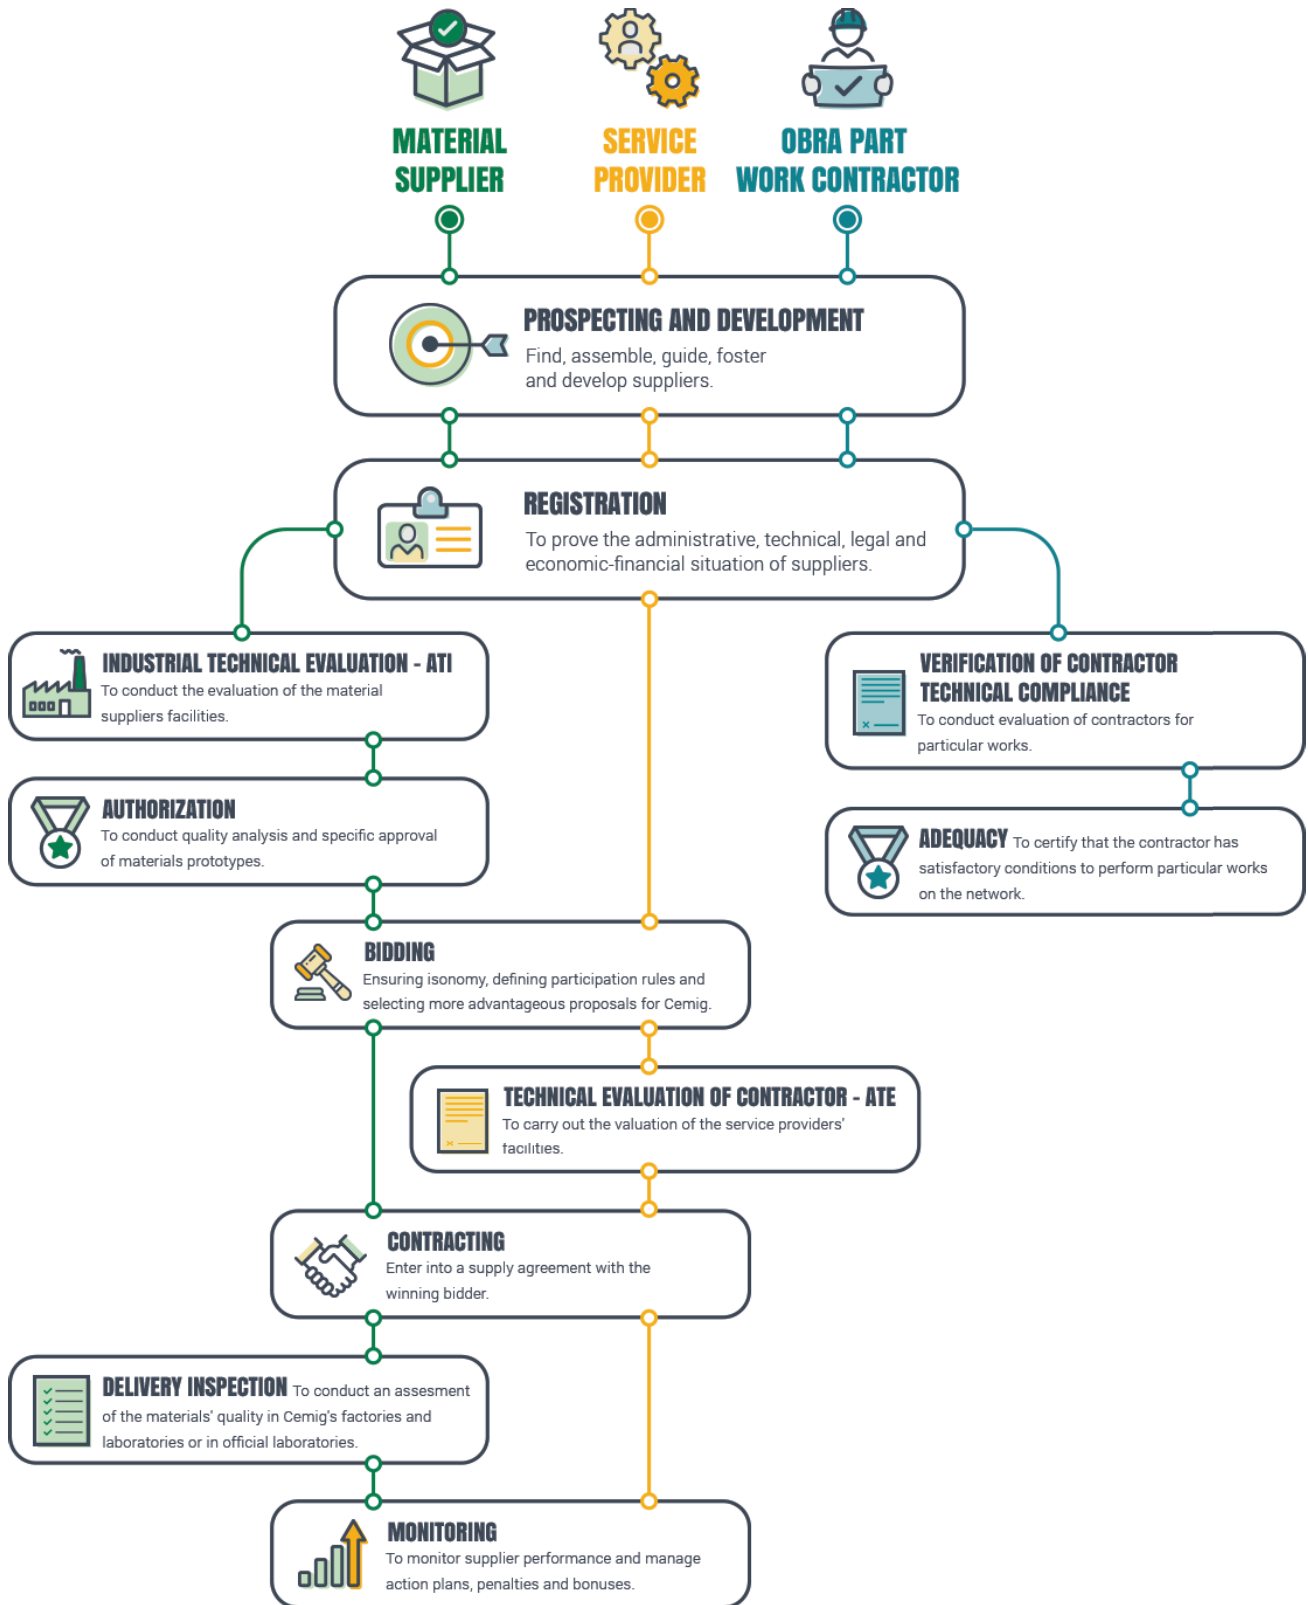 MATERIAL
SUPPLIER
SERVICE
PROVIDER
OBRA PART
WORK CONTRACTOR
PROSPECTING AND DEVELOPMENT
Find, assemble, guide, foster
and develop suppliers.
REGISTRATION
To prove the administrative, technical, legal and
economic-financial situation of suppliers.
INDUSTRIAL TECHNICAL EVALUATION - ATI
To conduct the evaluation of the material
suppliers facilities.
VERIFICATION OF CONTRACTOR
TECHNICAL COMPLIANCE
To conduct evaluation of contractors for
particular works.
AUTHORIZATION
To conduct quality analysis and specific approval
of materials prototypes.
ADEQUACY To certify that the contractor has
satisfactory conditions to perform particular works
on the network.
BIDDING
Ensuring isonomy, defining participation rules and
selecting more advantageous proposals for Cemig.
TECHNICAL EVALUATION OF CONTRACTOR - ATE
To carry out the valuation of the service providers'
facilities.
CONTRACTING
Enter into a supply agreement with the
winning bidder.
DELIVERY INSPECTION To conduct an assesment
of the materials' quality in Cemig's factories and
laboratories or in official laboratories.
MONITORING
To monitor supplier performance and manage
action plans, penalties and bonuses.